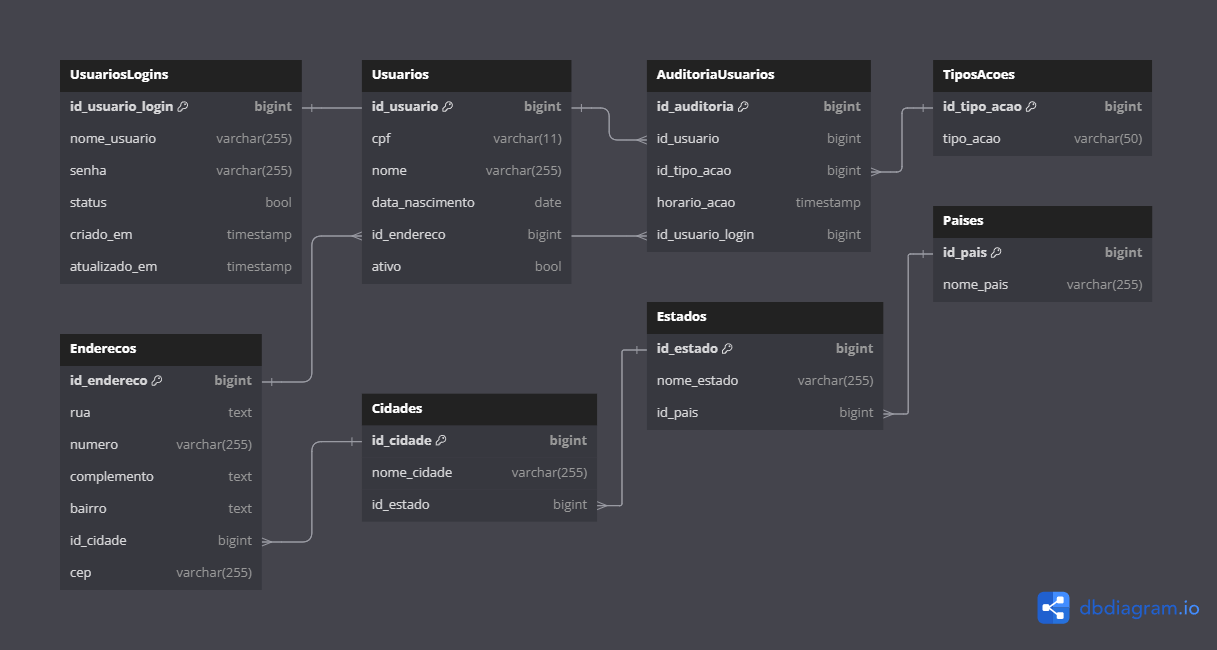 UsuariosLogins
id_usuario_login bigint
nome_usuario varchar(255)
senha varchar(255)
status bool
criado_em timestamp
atualizado_em timestamp
Usuarios
id_usuario bigint
cpf varchar(11)
nome varchar(255)
data_nascimento date
id_endereco bigint
ativo bool
AuditoriaUsuarios
id_auditoria bigint
id_usuario bigint
id_tipo_acao bigint
horario_acao timestamp
id_usuario_login bigint
TiposAcoes
id_tipo_acao bigint
tipo_acao varchar(50)
Paises
id_pais bigint
nome_pais varchar(255)
Estados
id_estado bigint
nome_estado varchar(255)
id_pais bigint
Enderecos
id_endereco bigint
rua text
numero varchar(255)
complemento text
bairro text
id_cidade bigint
cep varchar(255)
Cidades
id_cidade bigint
nome_cidade varchar(255)
id_estado bigint
dbdiagram.io